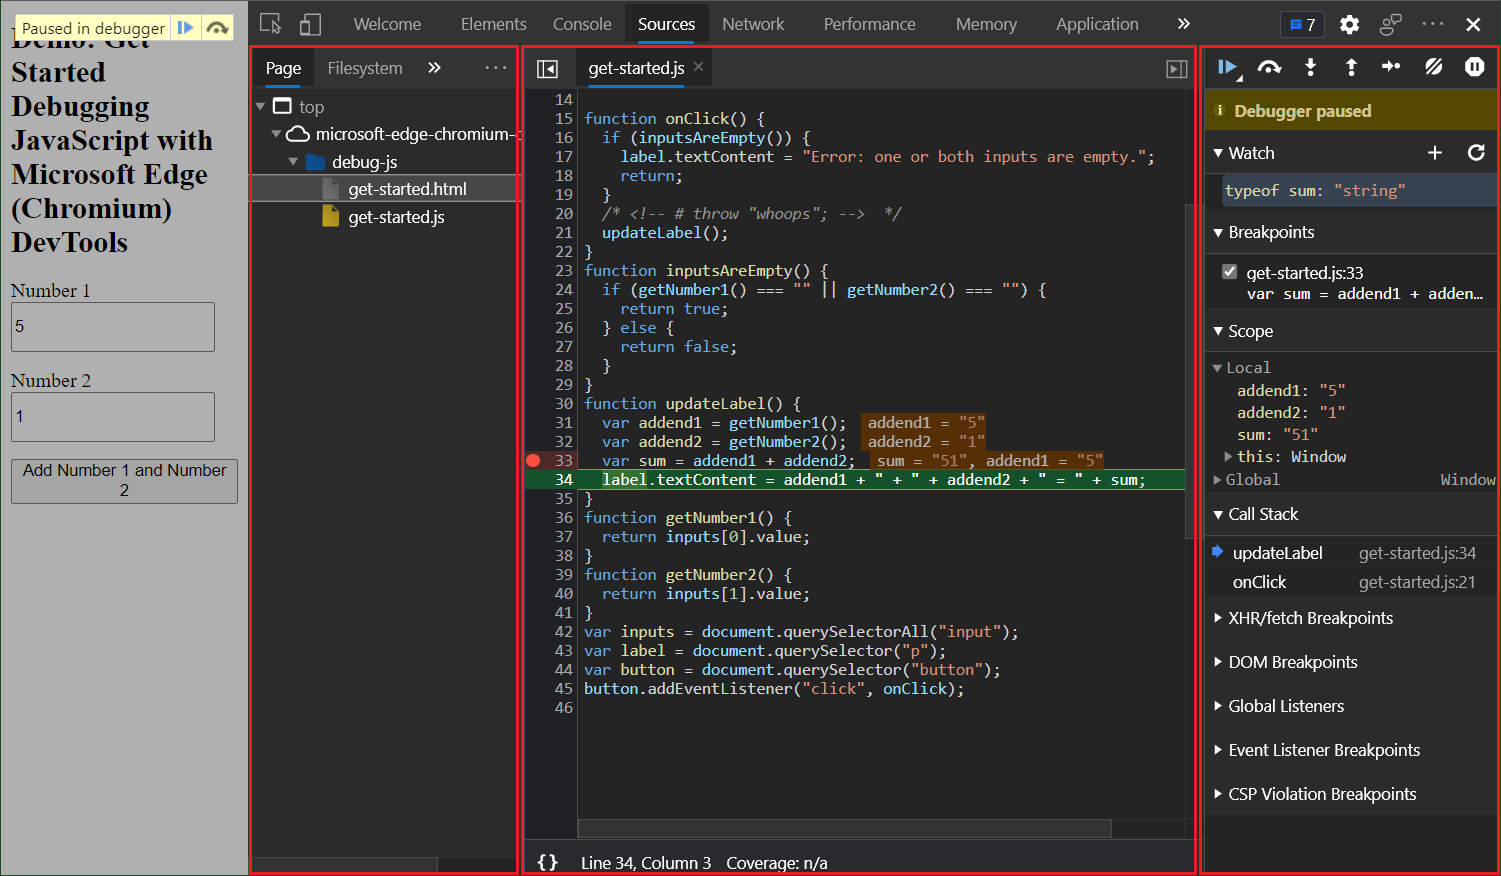 Paused in debugger
Demo: Get
Started
Debugging
JavaScript with
Microsoft Edge
(Chromium)
DevTools
Number 1
5
Number 2
1
Add Number 1 and Number
2
Welcome
Elements
Console
Sources
Network
Performance
Memory
Application
7
Page
Filesystem
top
microsoft-edge-chromium-
debug-js
get-started.html
get-started.js
get-started.js
14
15 function onClick() {
16 if (inputsAreEmpty()) {
17 label.textContent = "Error: one or both inputs are empty.";
18 return;
19 }
20 /* <!-- # throw "whoops"; -->  */
21 updateLabel();
22 }
23 function inputsAreEmpty() {
24 if (getNumber1() === "" || getNumber2() === "") {
25 return true;
26 } else {
27 return false;
28 }
29 }
30 function updateLabel() {
31 var addend1 = getNumber1(); addend1 = "5"
32 var addend2 = getNumber2(); addend2 = "1"
33 var sum = addend1 + addend2; sum = "51", addend1 = "5"
34 label.textContent = addend1 + " + " + addend2 + " = " + sum;
35 }
36 function getNumber1() {
37 return inputs[0].value;
38 }
39 function getNumber2() {
40 return inputs[1].value;
41 }
42 var inputs = document.querySelectorAll("input");
43 var label = document.querySelector("p");
44 var button = document.querySelector("button");
45 button.addEventListener("click", onClick);
46
{} Line 34, Column 3 Coverage: n/a
Debugger paused
Watch
typeof sum: "string"
Breakpoints
get-started.js:33
var sum = addend1 + adden…
Scope
Local
addend1: "5"
addend2: "1"
sum: "51"
this: Window
Global Window
Call Stack
updateLabel get-started.js:34
onClick get-started.js:21
XHR/fetch Breakpoints
DOM Breakpoints
Global Listeners
Event Listener Breakpoints
CSP Violation Breakpoints